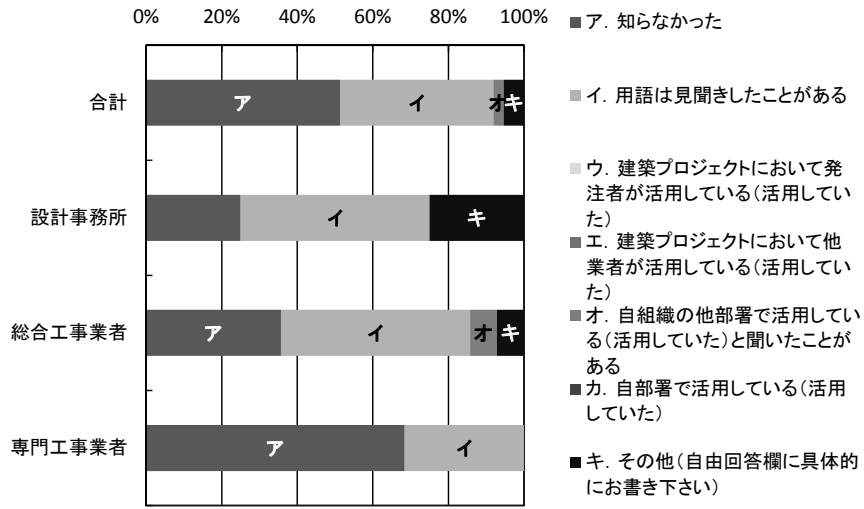 0% 20% 40% 60% 80% 100%
合計
ア イ オ キ
設計事務所
イ キ
総合工事業者
ア イ オ キ
専門工事業者
ア イ
ア．知らなかった
イ．用語は見聞きしたことがある
ウ．建築プロジェクトにおいて発
注者が活用している（活用してい
た）
エ．建築プロジェクトにおいて他
業者が活用している（活用してい
た）
オ．自組織の他部署で活用してい
る（活用していた）と聞いたことが
ある
カ．自部署で活用している（活用
していた）
キ．その他（自由回答欄に具体的
にお書き下さい）